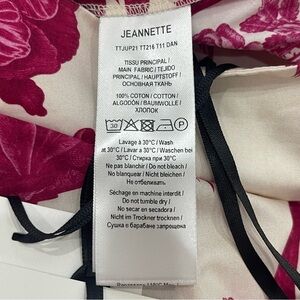 JEANNETTE
TTJUP21 TT216 T11 DAN
TISSU PRINCIPAL /
MAIN FABRIC / TEJIDO
PRINCIPAL / HAUPTSTOFF /
ОСНОВНАЯ ТКАНЬ
100% COTON / COTTON /
ALGODÓN / BAUMWOLLE /
ХЛОПОК
30
P
Lavage à 30°C / Wash
at 30°C / Lavar a 30°C / Waschen bei
30°C / Стирка при 30°C
Ne pas blanchir / Do not bleach /
No blanquear / Nicht bleichen /
Не отбеливать
Séchage en machine interdit /
Do not tumble dry /
No secar en secadora /
Nicht im Trockner trocknen /
Сушка в барабане запрещена